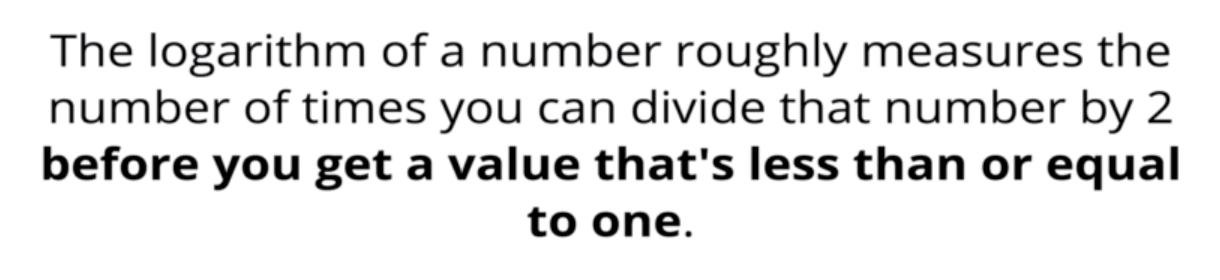 The logarithm of a number roughly measures the
number of times you can divide that number by 2
before you get a value that's less than or equal
to one.